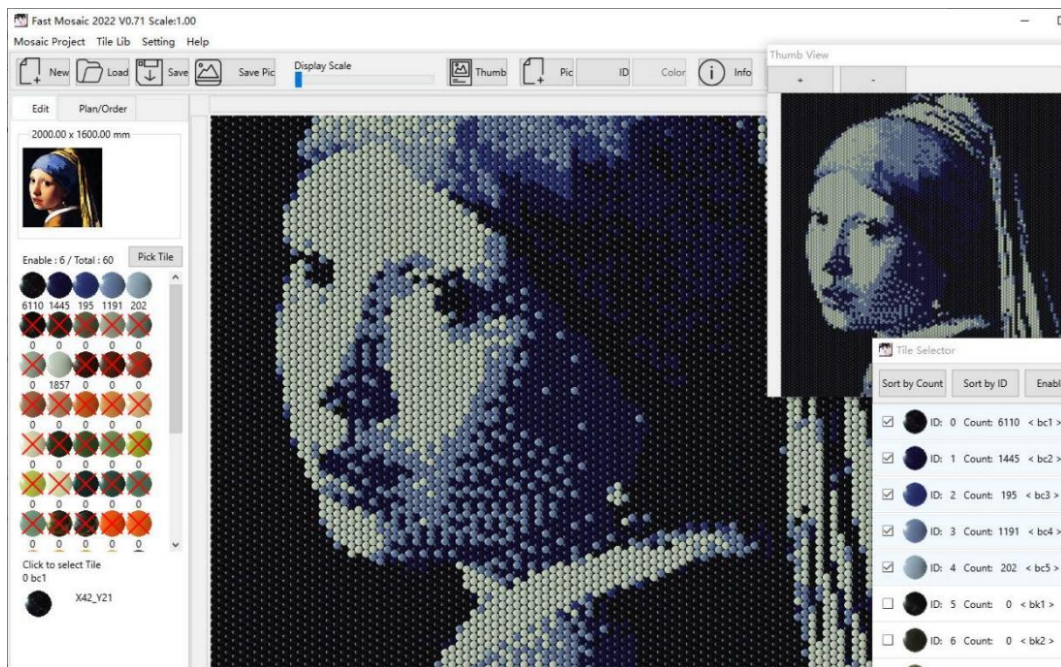 Fast Mosaic 2022 V0.71 Scale:1.00
Mosaic Project Tile Lib Setting Help
New Load Save Save Pic Display Scale Thumb Pic ID Color Info
Thumb View
+ -
Edit Plan/Order
2000.00 x 1600.00 mm
Enable : 6 / Total : 60 Pick Tile
6110 1445 195 1191 202
0 0 0 0 0
0 1857 0 0 0
0 0 0 0 0
0 0 0 0 0
0 0 0 0 0
0 0 0 0 0
Click to select Tile
0 bc1
X42_Y21
Tile Selector
Sort by Count Sort by ID Enabl
ID: 0 Count: 6110 < bc1 >
ID: 1 Count: 1445 < bc2 >
ID: 2 Count: 195 < bc3 >
ID: 3 Count: 1191 < bc4 >
ID: 4 Count: 202 < bc5 >
ID: 5 Count: 0 < bk1 >
ID: 6 Count: 0 < bk2 >